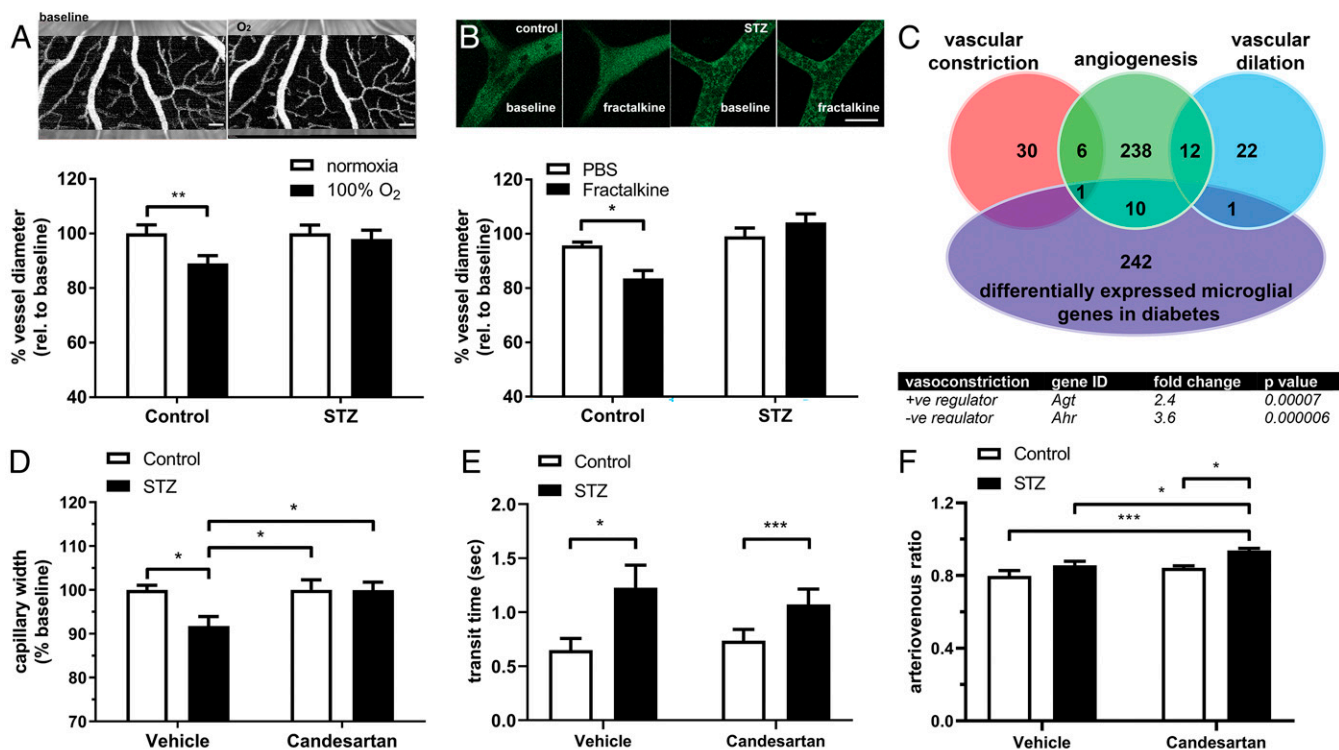 A
baseline
O₂
normoxia
100% O₂
120
100
80
60
40
**
% vessel diameter
(rel. to baseline)
Control
STZ
B
control
STZ
baseline
fractalkine
baseline
fractalkine
PBS
Fractalkine
120
100
80
60
40
*
% vessel diameter
(rel. to baseline)
Control
STZ
C
vascular
constriction
angiogenesis
vascular
dilation
30
6
238
12
22
1
10
1
242
differentially expressed microglial
genes in diabetes
vasoconstriction gene ID fold change p value
+ve regulator Agt 2.4 0.00007
-ve regulator Ahr 3.6 0.000006
D
Control
STZ
120
110
100
90
80
70
*
*
*
capillary width
(% baseline)
Vehicle
Candesartan
E
Control
STZ
2.0
1.5
1.0
0.5
0.0
*
***
transit time (sec)
Vehicle
Candesartan
F
Control
STZ
1.2
0.8
0.4
0.0
*
*
***
arteriovenous ratio
Vehicle
Candesartan